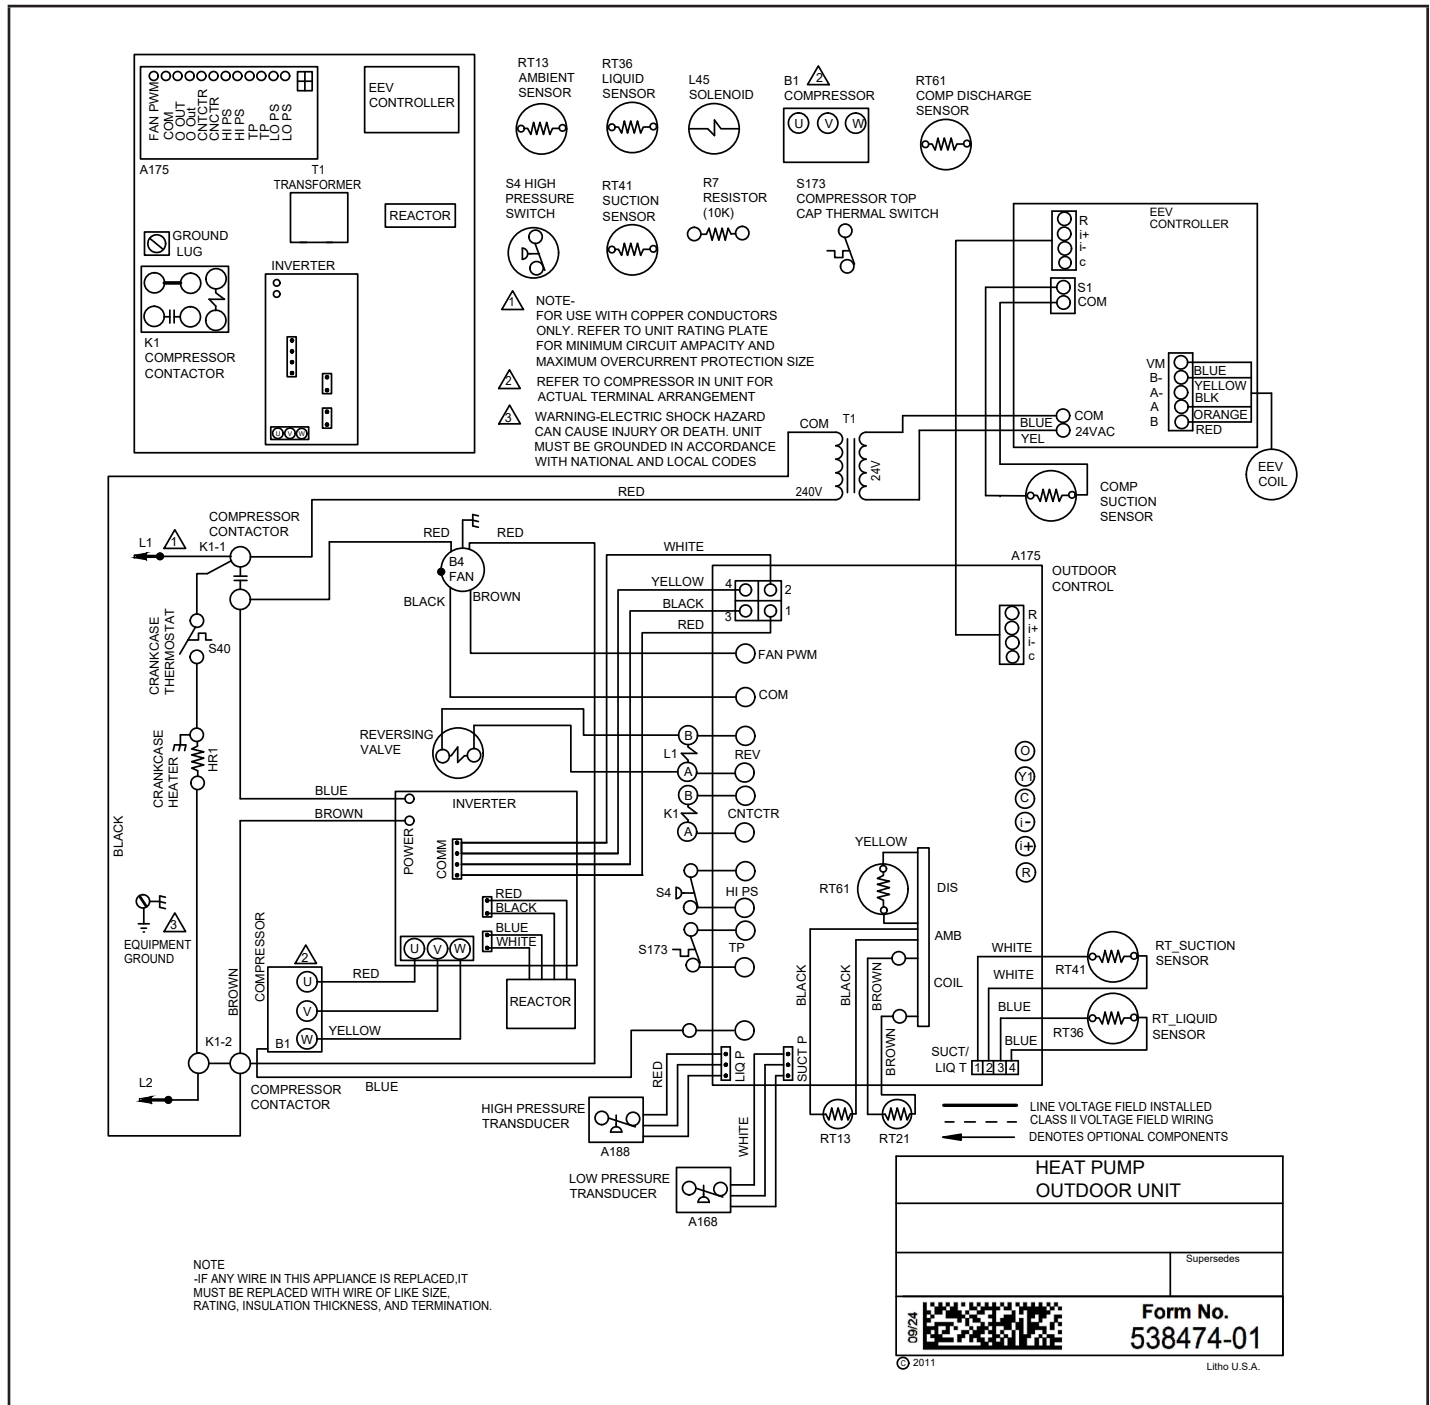 FAN PWM
COM
O OUT
O Out
CNTCTR
CNCTR
HI PS
HI PS
TP
TP
LO PS
LO PS
A175
EEV
CONTROLLER
T1
TRANSFORMER
REACTOR
GROUND
LUG
INVERTER
U V W
K1
COMPRESSOR
CONTACTOR
RT13
AMBIENT
SENSOR
RT36
LIQUID
SENSOR
L45
SOLENOID
B1 2
COMPRESSOR
U V W
RT61
COMP DISCHARGE
SENSOR
S4 HIGH
PRESSURE
SWITCH
RT41
SUCTION
SENSOR
R7
RESISTOR
(10K)
S173
COMPRESSOR TOP
CAP THERMAL SWITCH
1 NOTE-
FOR USE WITH COPPER CONDUCTORS
ONLY. REFER TO UNIT RATING PLATE
FOR MINIMUM CIRCUIT AMPACITY AND
MAXIMUM OVERCURRENT PROTECTION SIZE
2 REFER TO COMPRESSOR IN UNIT FOR
ACTUAL TERMINAL ARRANGEMENT
3 WARNING-ELECTRIC SHOCK HAZARD
CAN CAUSE INJURY OR DEATH. UNIT
MUST BE GROUNDED IN ACCORDANCE
WITH NATIONAL AND LOCAL CODES
EEV
CONTROLLER
R
i+
i-
c
S1
COM
VM
B-
A-
A
B
BLUE
YELLOW
BLK
ORANGE
RED
COM
24VAC
BLUE
YEL
EEV
COIL
COM
T1
240V
24V
RED
COMP
SUCTION
SENSOR
COMPRESSOR
CONTACTOR
L1 1
K1-1
RED
RED
B4
FAN
BLACK
BROWN
WHITE
YELLOW
BLACK
RED
4 2
3 1
A175
OUTDOOR
CONTROL
R
i+
i-
c
FAN PWM
COM
CRANKCASE
THERMOSTAT
S40
CRANKCASE
HEATER
HR1
REVERSING
VALVE
B
L1
A
REV
B
K1
A
CNTCTR
S4
HI PS
S173
TP
O
Y1
C
i-
i+
R
BLUE
BROWN
INVERTER
POWER
COMM
RED
BLACK
BLUE
WHITE
U V W
REACTOR
BLACK
3
EQUIPMENT
GROUND
BROWN
COMPRESSOR
2
U
V
W
B1
RED
YELLOW
K1-2
L2
COMPRESSOR
CONTACTOR
BLUE
YELLOW
RT61
DIS
AMB
COIL
BLACK
BLACK
BROWN
BROWN
WHITE
WHITE
BLUE
BLUE
RT41
RT_SUCTION
SENSOR
RT36
RT_LIQUID
SENSOR
SUCT/
LIQ T
1 2 3 4
LIQ P
SUCT P
RED
WHITE
HIGH PRESSURE
TRANSDUCER
A188
LOW PRESSURE
TRANSDUCER
A168
RT13
RT21
LINE VOLTAGE FIELD INSTALLED
CLASS II VOLTAGE FIELD WIRING
DENOTES OPTIONAL COMPONENTS
HEAT PUMP
OUTDOOR UNIT
Supersedes
09/24
Form No.
538474-01
© 2011
Litho U.S.A.
NOTE
-IF ANY WIRE IN THIS APPLIANCE IS REPLACED,IT
MUST BE REPLACED WITH WIRE OF LIKE SIZE,
RATING, INSULATION THICKNESS, AND TERMINATION.